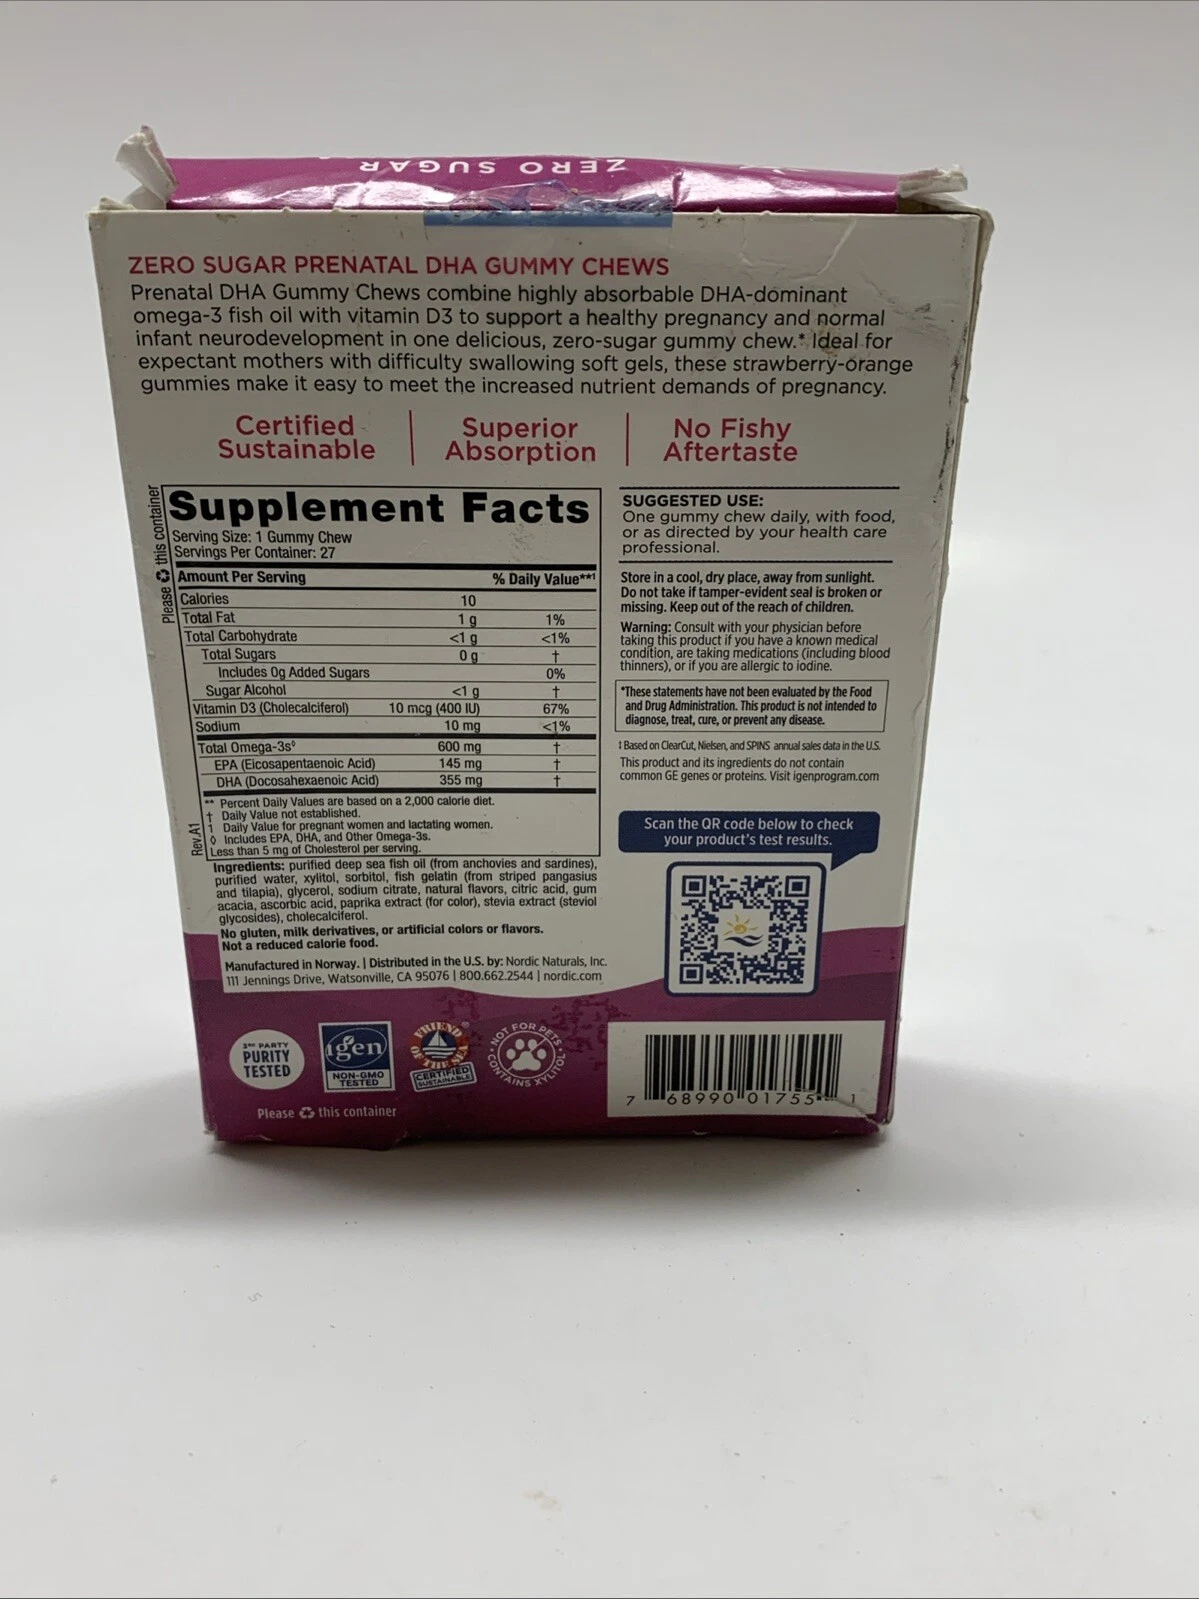 ZERO SUGAR
ZERO SUGAR PRENATAL DHA GUMMY CHEWS
Prenatal DHA Gummy Chews combine highly absorbable DHA-dominant
omega-3 fish oil with vitamin D3 to support a healthy pregnancy and normal
infant neurodevelopment in one delicious, zero-sugar gummy chew.* Ideal for
expectant mothers with difficulty swallowing soft gels, these strawberry-orange
gummies make it easy to meet the increased nutrient demands of pregnancy.
Certified
Sustainable
Superior
Absorption
No Fishy
Aftertaste
Please ♻ this container
Supplement Facts
Serving Size: 1 Gummy Chew
Servings Per Container: 27
Amount Per Serving % Daily Value**¹
Calories 10
Total Fat 1 g 1%
Total Carbohydrate <1 g <1%
Total Sugars 0 g †
Includes 0g Added Sugars 0%
Sugar Alcohol <1 g †
Vitamin D3 (Cholecalciferol) 10 mcg (400 IU) 67%
Sodium 10 mg <1%
Total Omega-3s◊ 600 mg †
EPA (Eicosapentaenoic Acid) 145 mg †
DHA (Docosahexaenoic Acid) 355 mg †
** Percent Daily Values are based on a 2,000 calorie diet.
† Daily Value not established.
1 Daily Value for pregnant women and lactating women.
◊ Includes EPA, DHA, and Other Omega-3s.
Less than 5 mg of Cholesterol per serving.
Rev.A1
Ingredients: purified deep sea fish oil (from anchovies and sardines),
purified water, xylitol, sorbitol, fish gelatin (from striped pangasius
and tilapia), glycerol, sodium citrate, natural flavors, citric acid, gum
acacia, ascorbic acid, paprika extract (for color), stevia extract (steviol
glycosides), cholecalciferol.
No gluten, milk derivatives, or artificial colors or flavors.
Not a reduced calorie food.
Manufactured in Norway. | Distributed in the U.S. by: Nordic Naturals, Inc.
111 Jennings Drive, Watsonville, CA 95076 | 800.662.2544 | nordic.com
SUGGESTED USE:
One gummy chew daily, with food,
or as directed by your health care
professional.
Store in a cool, dry place, away from sunlight.
Do not take if tamper-evident seal is broken or
missing. Keep out of the reach of children.
Warning: Consult with your physician before
taking this product if you have a known medical
condition, are taking medications (including blood
thinners), or if you are allergic to iodine.
*These statements have not been evaluated by the Food
and Drug Administration. This product is not intended to
diagnose, treat, cure, or prevent any disease.
‡ Based on ClearCut, Nielsen, and SPINS annual sales data in the U.S.
This product and its ingredients do not contain
common GE genes or proteins. Visit igenprogram.com
Scan the QR code below to check
your product's test results.
3RD PARTY
PURITY
TESTED
igen
NON-GMO
TESTED
FRIEND
OF THE SEA
CERTIFIED
SUSTAINABLE
NOT FOR PETS
CONTAINS XYLITOL
Please ♻ this container
7 68990 01755 1